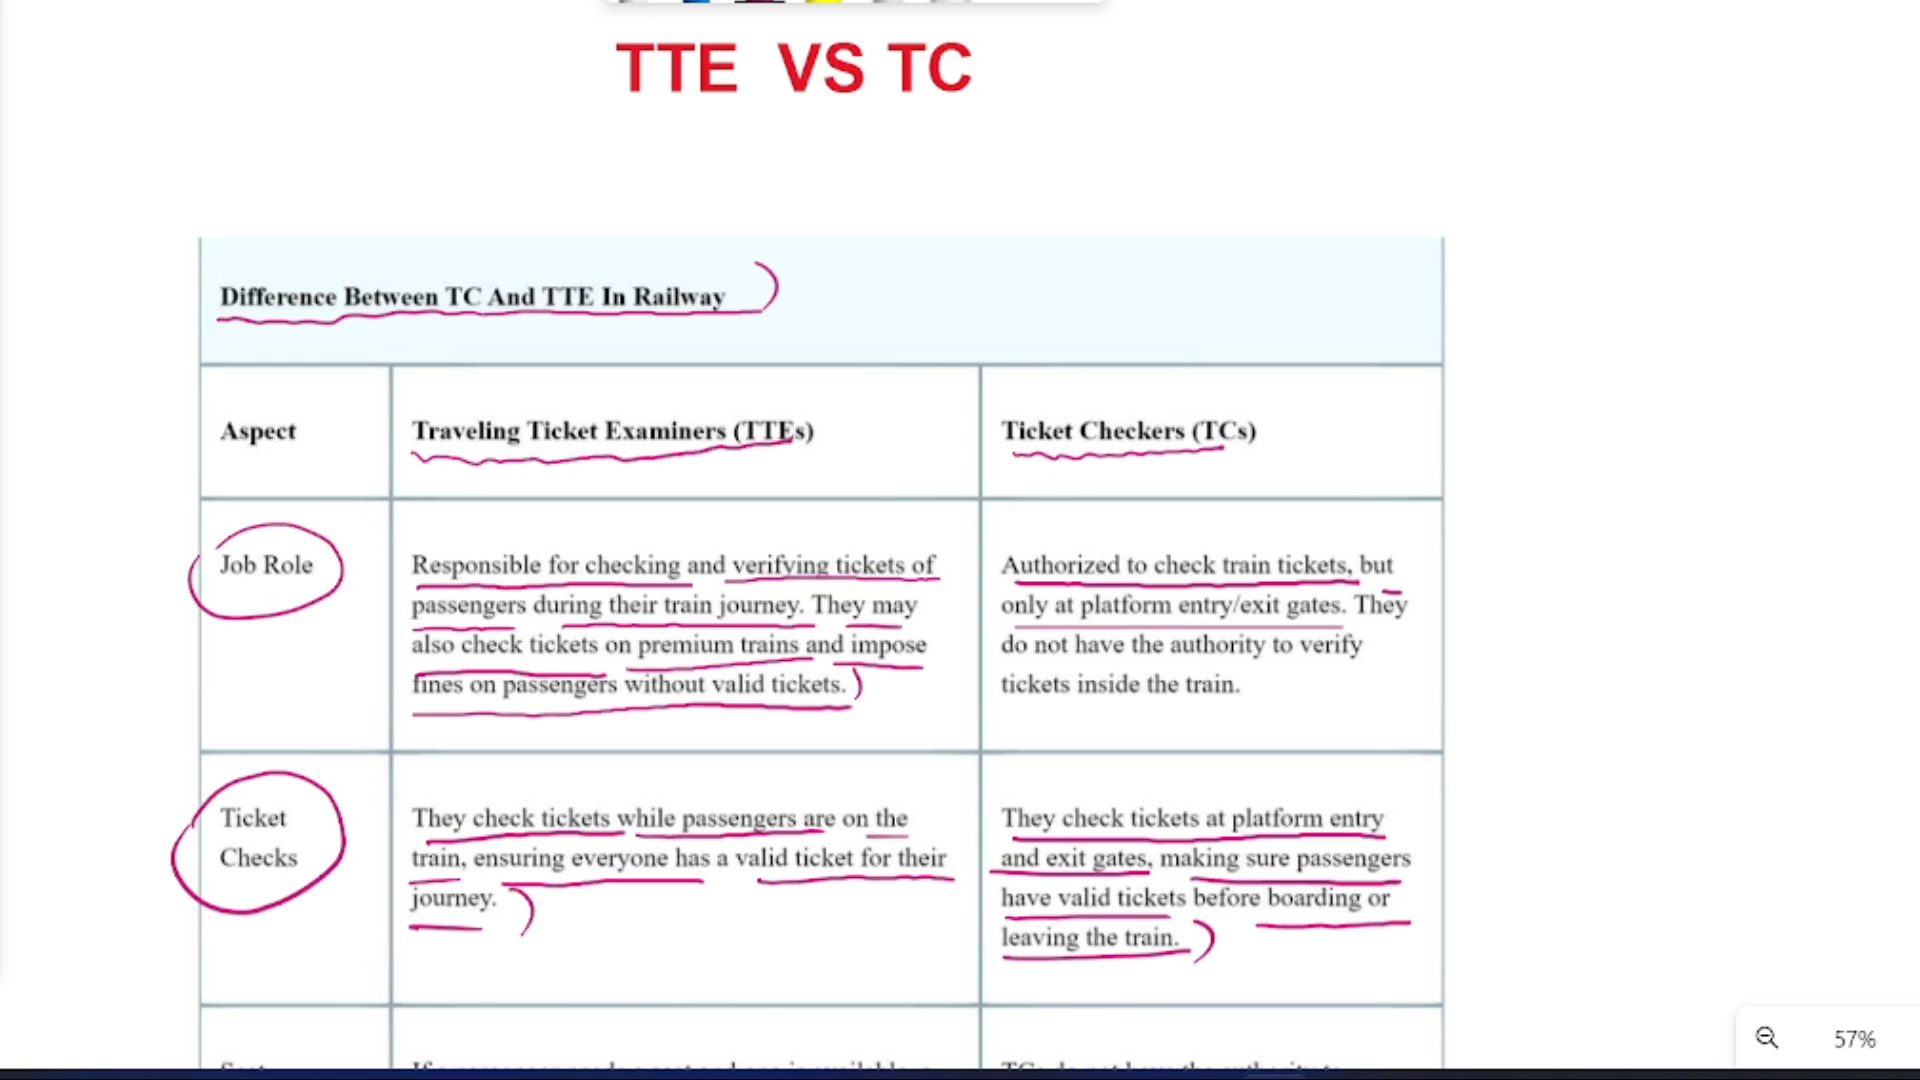 TTE VS TC
Difference Between TC And TTE In Railway
Aspect
Traveling Ticket Examiners (TTEs)
Ticket Checkers (TCs)
Job Role
Responsible for checking and verifying tickets of
passengers during their train journey. They may
also check tickets on premium trains and impose
fines on passengers without valid tickets.
Authorized to check train tickets, but
only at platform entry/exit gates. They
do not have the authority to verify
tickets inside the train.
Ticket
Checks
They check tickets while passengers are on the
train, ensuring everyone has a valid ticket for their
journey.
They check tickets at platform entry
and exit gates, making sure passengers
have valid tickets before boarding or
leaving the train.
57%